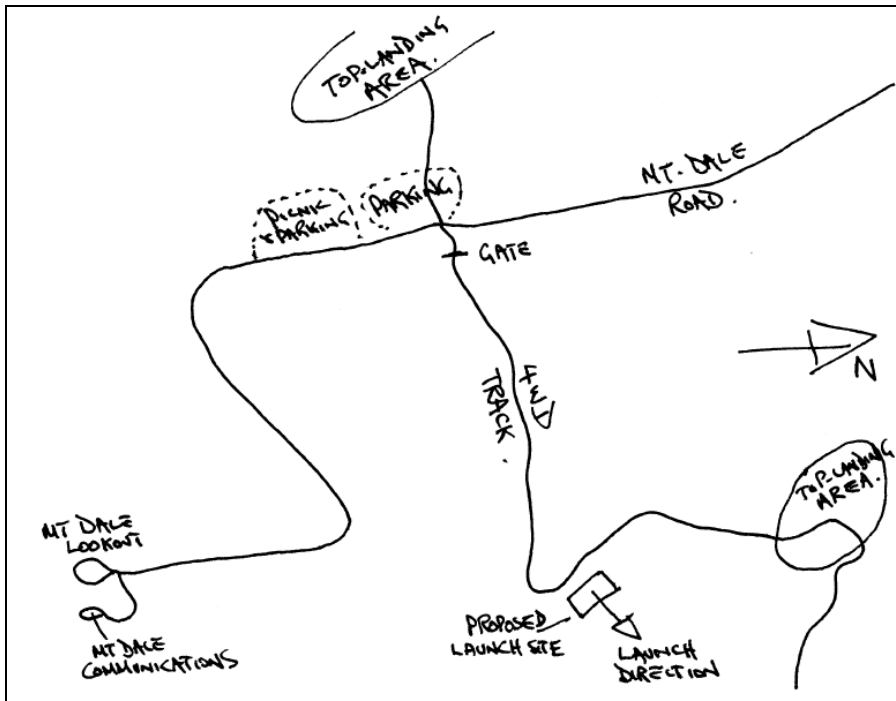 TOP-LANDING
AREA.
MT. DALE
ROAD.
PICNIC
& PARKING
PARKING
GATE
4WD
TRACK.
N
TOP-LANDING
AREA.
MT DALE
LOOKOUT
MT DALE
COMMUNICATIONS
PROPOSED
LAUNCH SITE
LAUNCH
DIRECTION